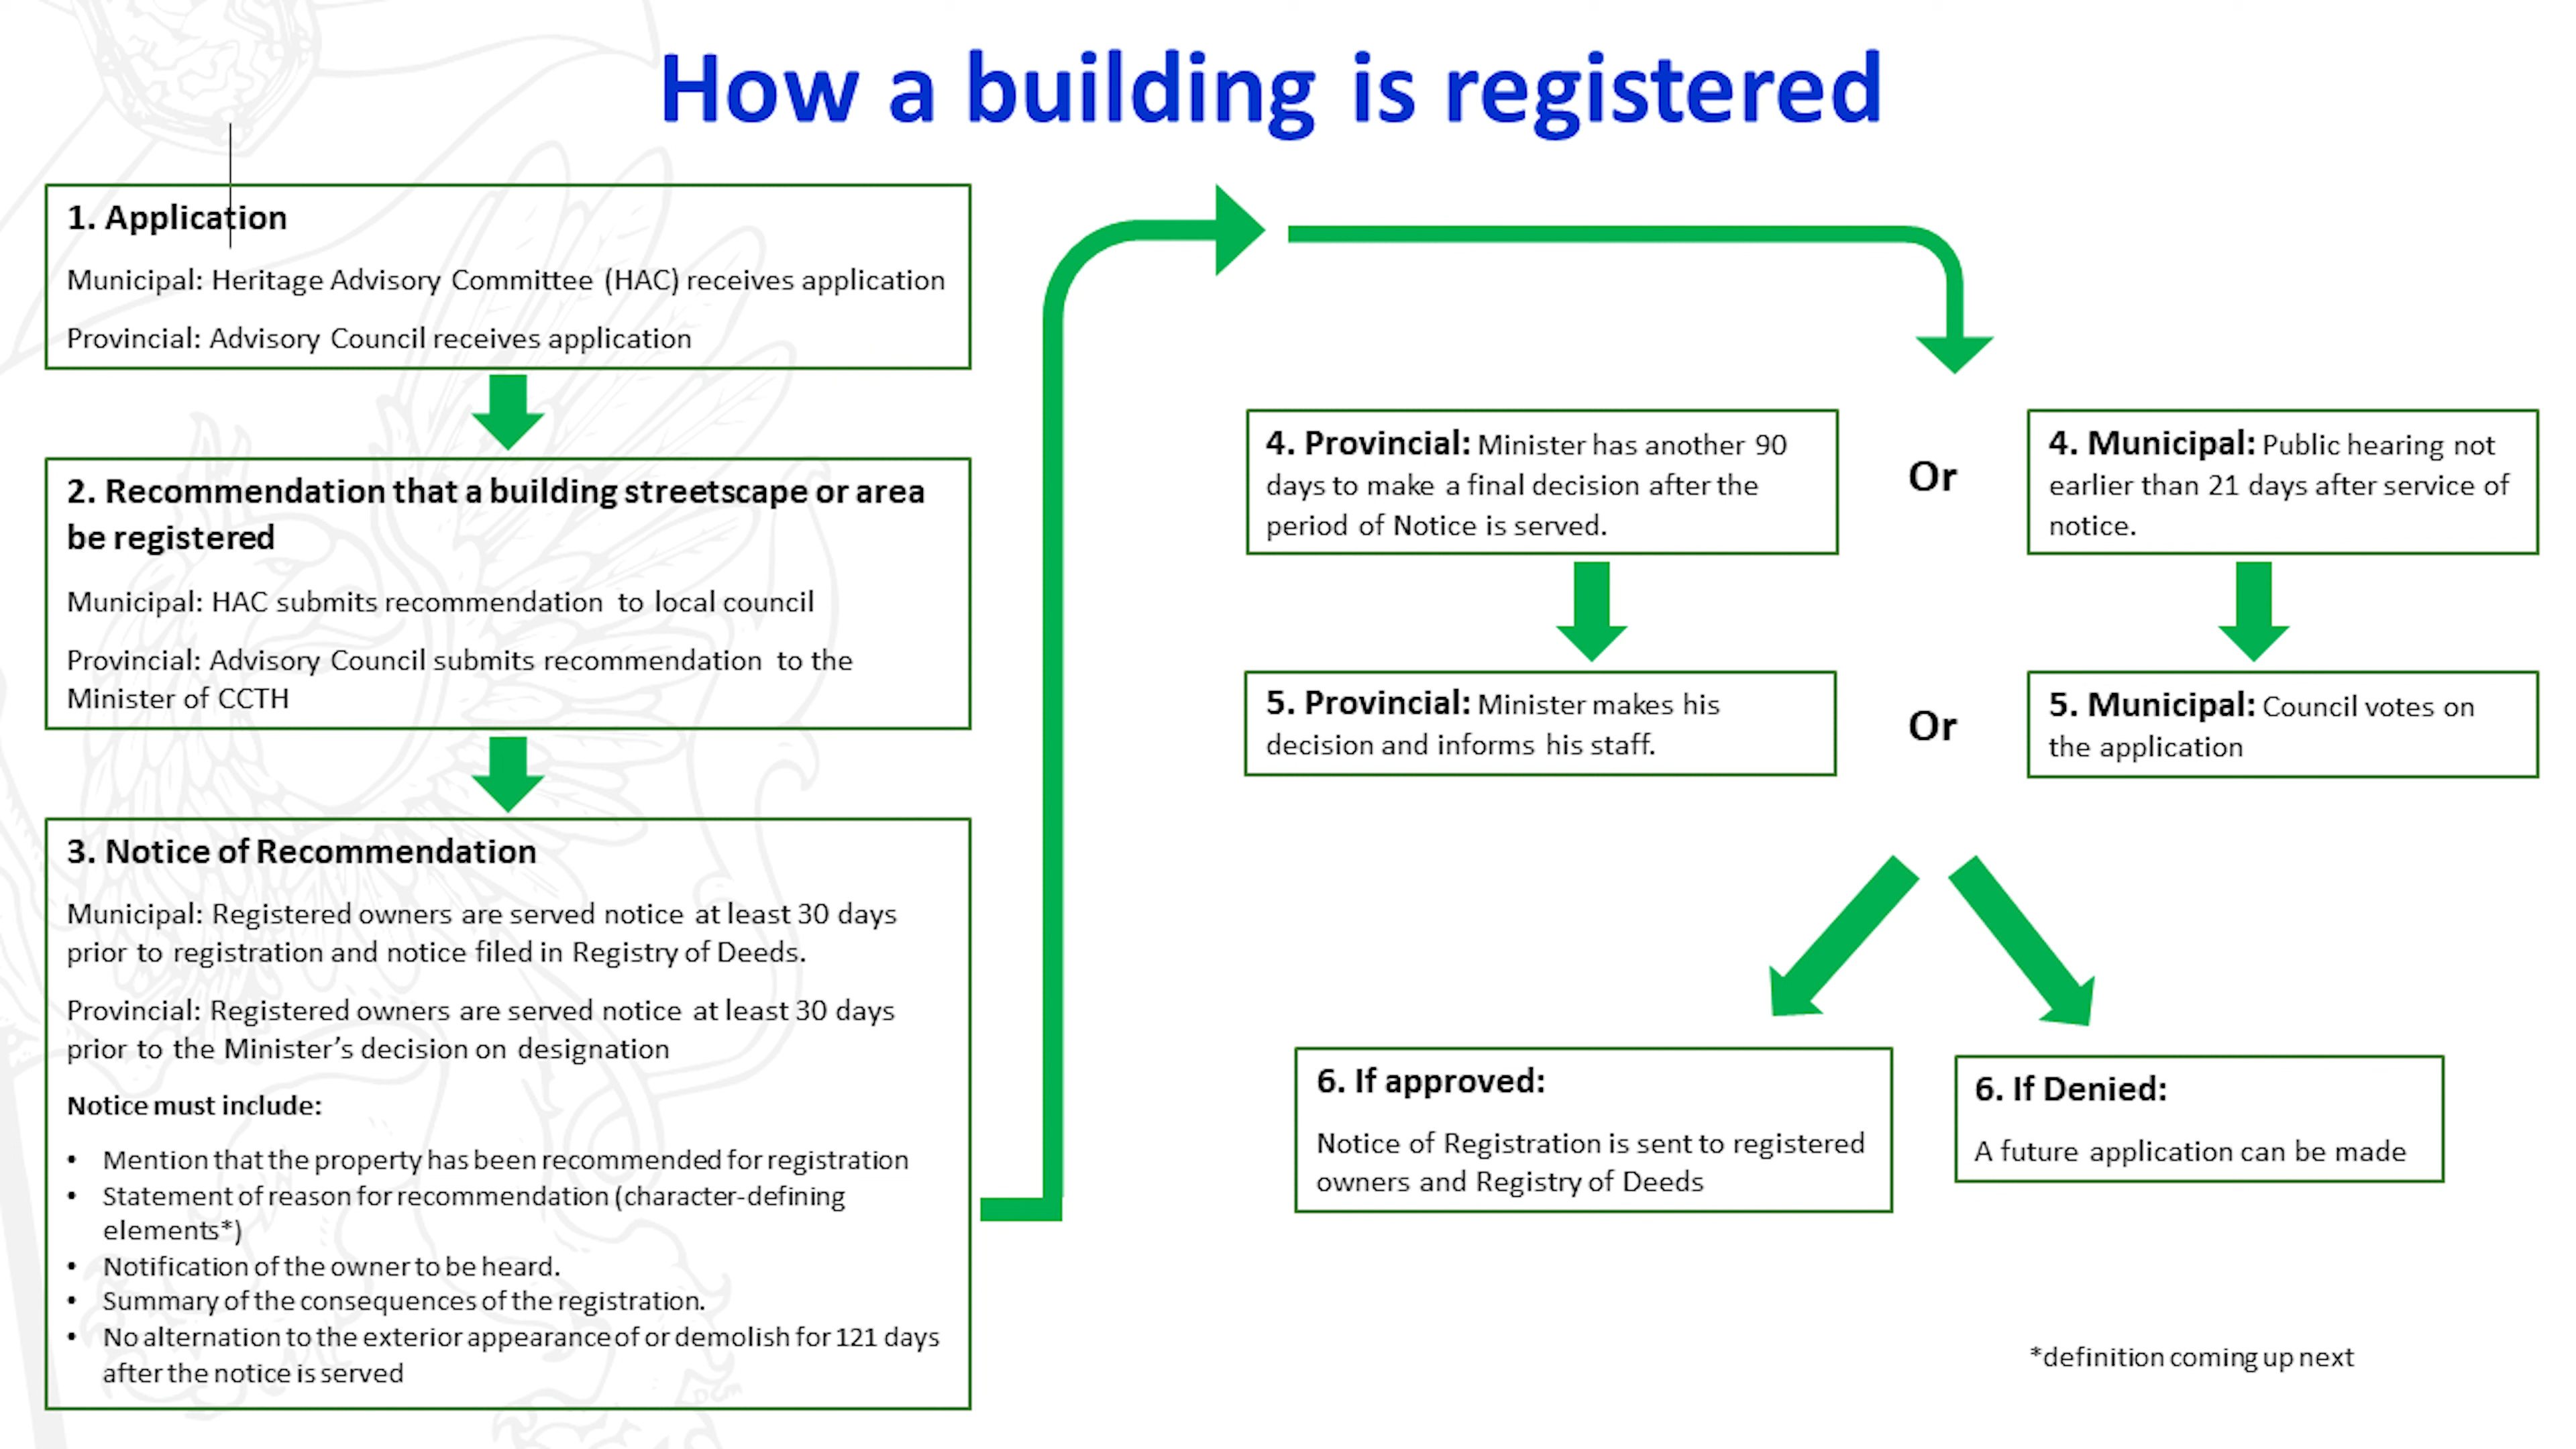 How a building is registered
1. Application
Municipal: Heritage Advisory Committee (HAC) receives application
Provincial: Advisory Council receives application
2. Recommendation that a building streetscape or area
be registered
Municipal: HAC submits recommendation to local council
Provincial: Advisory Council submits recommendation to the
Minister of CCTH
3. Notice of Recommendation
Municipal: Registered owners are served notice at least 30 days
prior to registration and notice filed in Registry of Deeds.
Provincial: Registered owners are served notice at least 30 days
prior to the Minister’s decision on designation
Notice must include:
• Mention that the property has been recommended for registration
• Statement of reason for recommendation (character-defining
elements*)
• Notification of the owner to be heard.
• Summary of the consequences of the registration.
• No alternation to the exterior appearance of or demolish for 121 days
after the notice is served
4. Provincial: Minister has another 90
days to make a final decision after the
period of Notice is served.
Or
4. Municipal: Public hearing not
earlier than 21 days after service of
notice.
5. Provincial: Minister makes his
decision and informs his staff.
Or
5. Municipal: Council votes on
the application
6. If approved:
Notice of Registration is sent to registered
owners and Registry of Deeds
6. If Denied:
A future application can be made
*definition coming up next